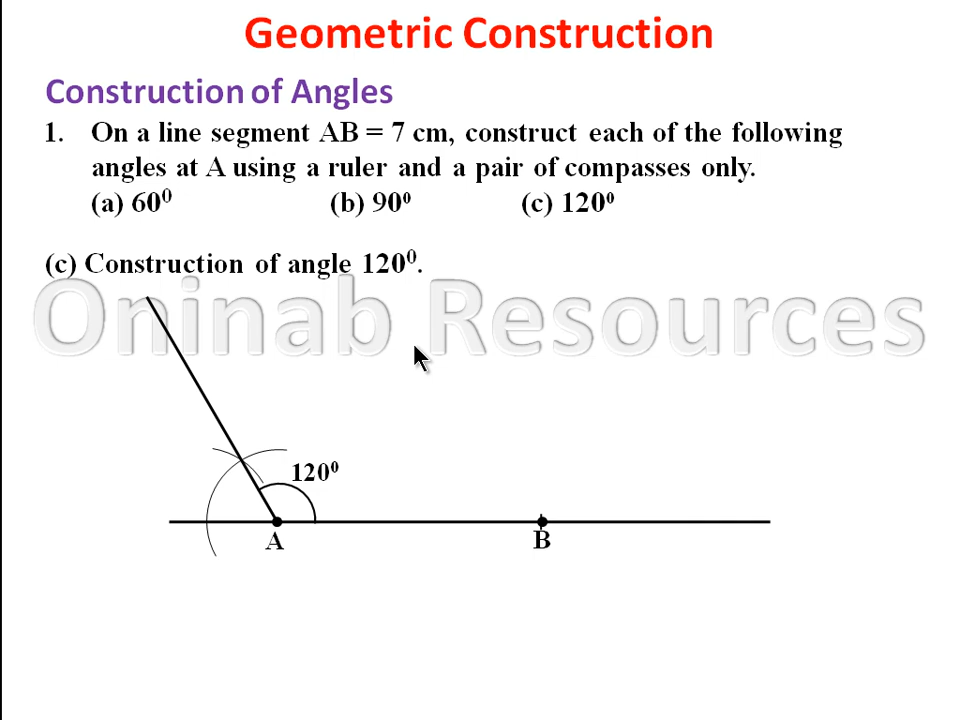 Geometric Construction
Construction of Angles
1. On a line segment AB = 7 cm, construct each of the following
angles at A using a ruler and a pair of compasses only.
(a) 60⁰ (b) 90⁰ (c) 120⁰
(c) Construction of angle 120⁰.
Oninab Resources
120⁰
A B